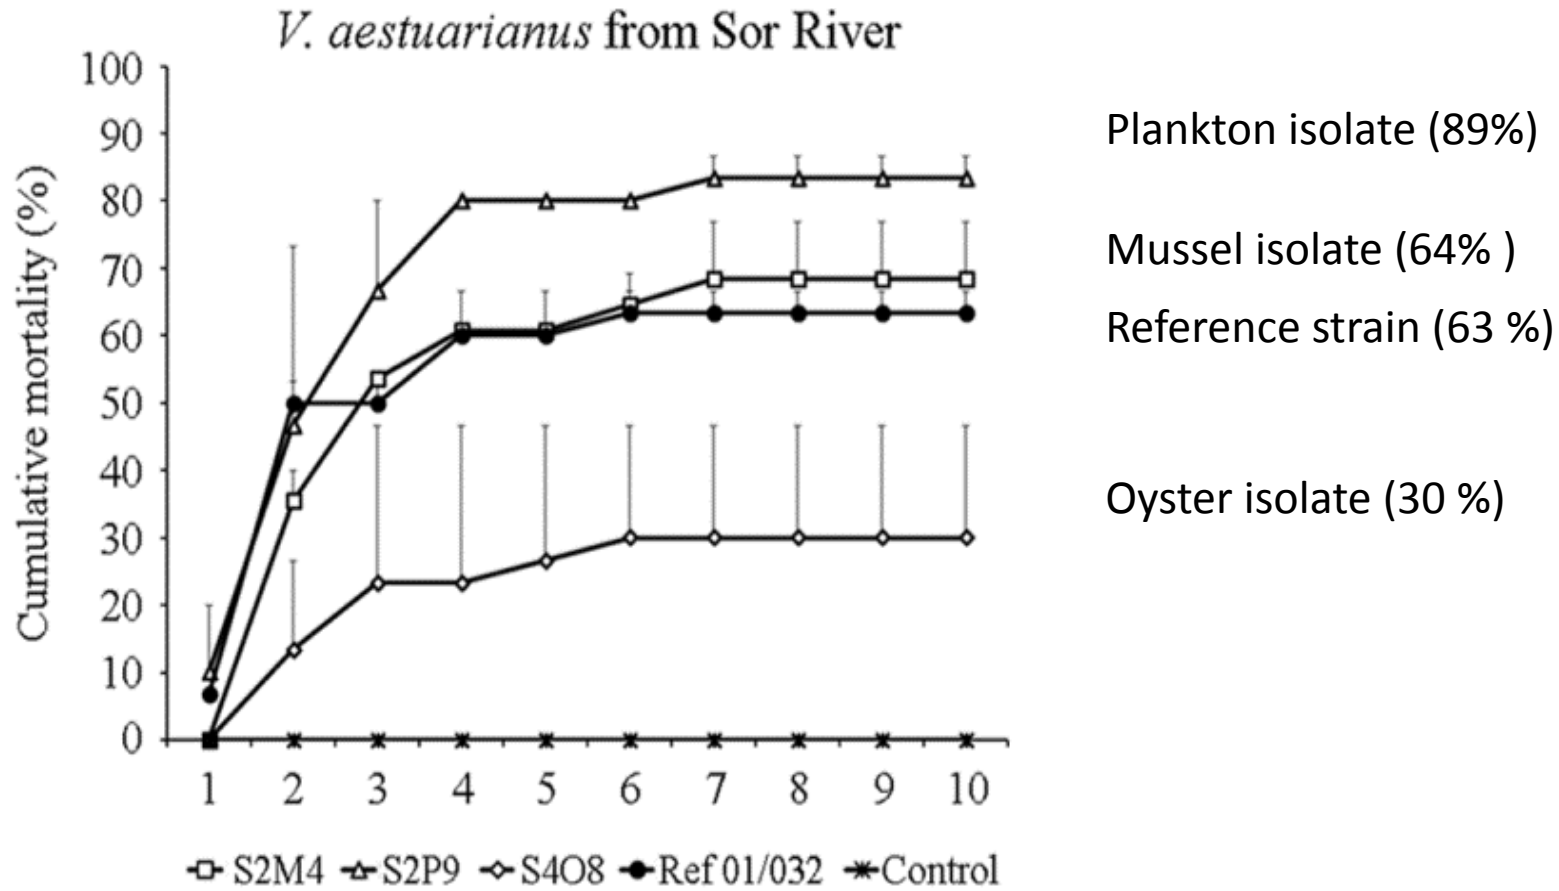 V. aestuarianus from Sor River
Cumulative mortality (%)
100
90
80
70
60
50
40
30
20
10
0
1 2 3 4 5 6 7 8 9 10
S2M4 S2P9 S4O8 Ref 01/032 Control
Plankton isolate (89%)
Mussel isolate (64% )
Reference strain (63 %)
Oyster isolate (30 %)